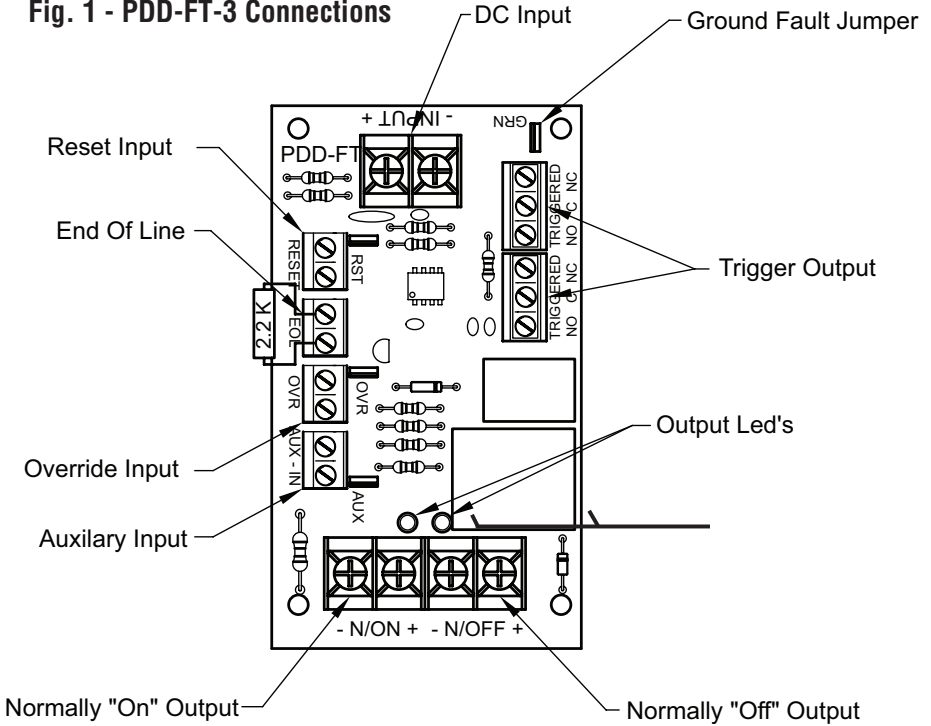 Fig. 1 - PDD-FT-3 Connections
DC Input
Ground Fault Jumper
- INPUT +
GRN
Reset Input
PDD-FT
TRIGGERED
NO C NC
End Of Line
RESET
RST
Trigger Output
2.2 K
EOL
TRIGGERED
NO C NC
OVR
OVR
Output Led's
Override Input
AUX - IN
AUX
Auxilary Input
- N/ON + - N/OFF +
Normally "On" Output
Normally "Off" Output